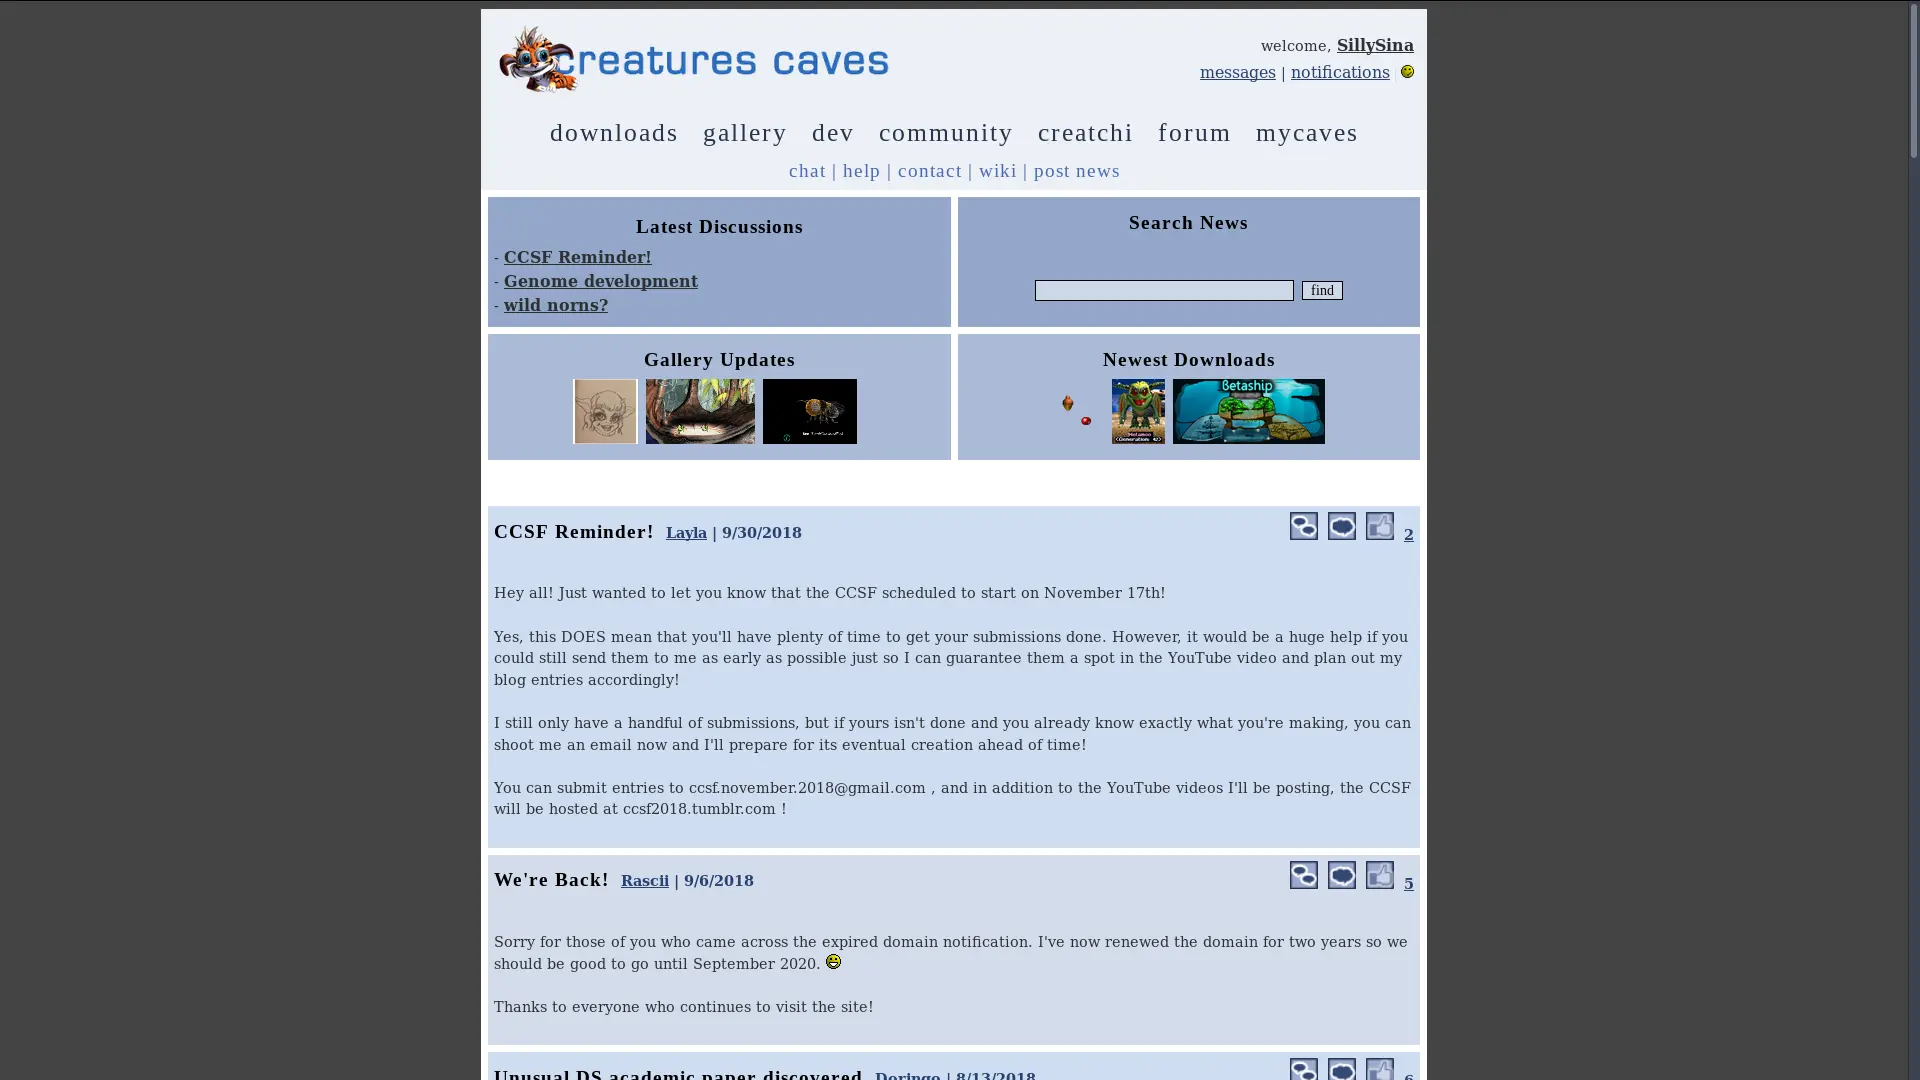 creatures caves
welcome, SillySina
messages | notifications
downloads gallery dev community creatchi forum mycaves
chat | help | contact | wiki | post news
Latest Discussions
- CCSF Reminder!
- Genome development
- wild norns?
Search News
find
Gallery Updates
Newest Downloads
Betaship
CCSF Reminder! Layla | 9/30/2018 2
Hey all! Just wanted to let you know that the CCSF scheduled to start on November 17th!
Yes, this DOES mean that you'll have plenty of time to get your submissions done. However, it would be a huge help if you
could still send them to me as early as possible just so I can guarantee them a spot in the YouTube video and plan out my
blog entries accordingly!
I still only have a handful of submissions, but if yours isn't done and you already know exactly what you're making, you can
shoot me an email now and I'll prepare for its eventual creation ahead of time!
You can submit entries to ccsf.november.2018@gmail.com , and in addition to the YouTube videos I'll be posting, the CCSF
will be hosted at ccsf2018.tumblr.com !
We're Back! Rascii | 9/6/2018 5
Sorry for those of you who came across the expired domain notification. I've now renewed the domain for two years so we
should be good to go until September 2020.
Thanks to everyone who continues to visit the site!
Unusual DS academic paper discovered Doringo | 8/13/2018 6